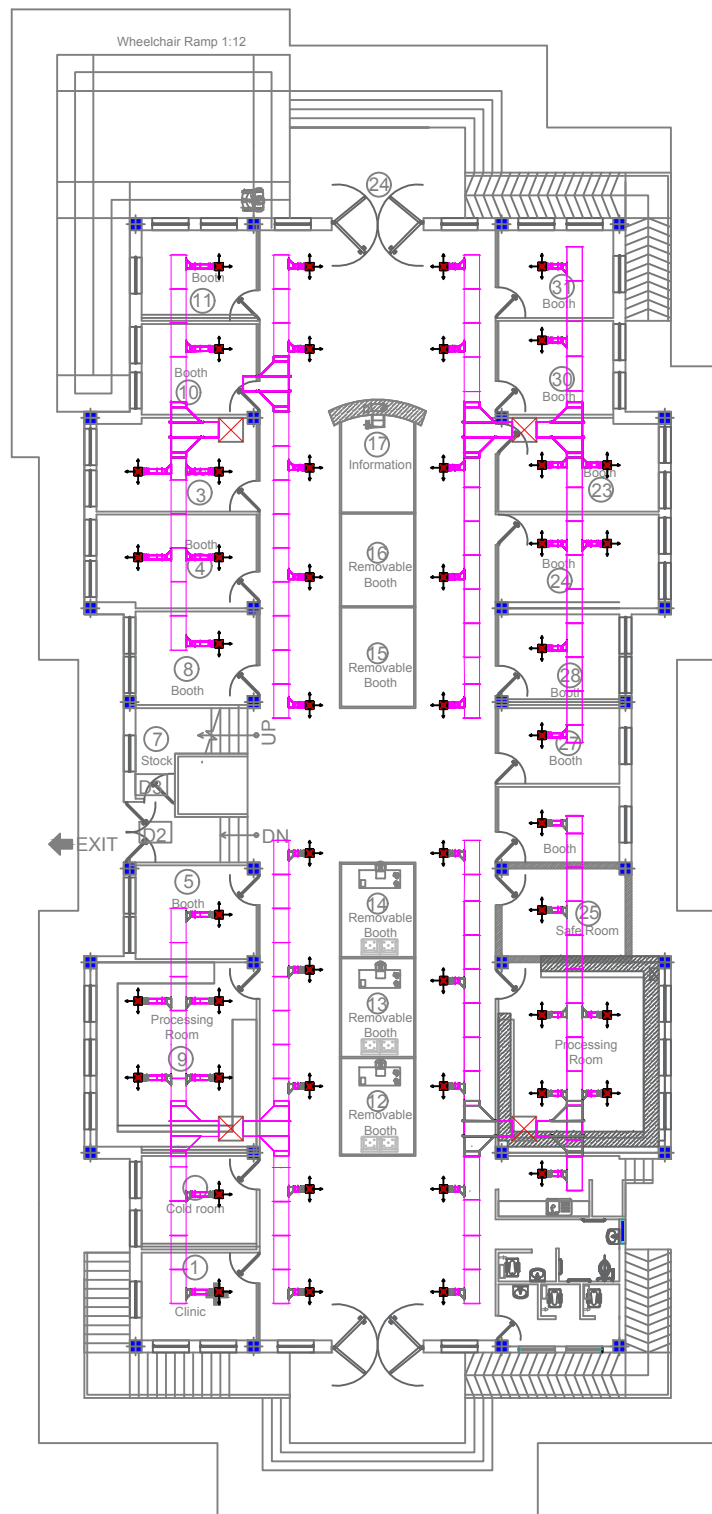 Wheelchair Ramp 1:12
24
Booth
11
31
Booth
Booth
10
30
Booth
17
Information
3
Booth
23
Booth
4
16
Removable
Booth
Booth
24
8
Booth
15
Removable
Booth
28
Booth
7
Stock
UP
27
Booth
D3
D2
EXIT
DN
Booth
5
Booth
14
Removable
Booth
25
Safe Room
Processing
Room
9
13
Removable
Booth
Processing
Room
12
Removable
Booth
Cold room
1
Clinic